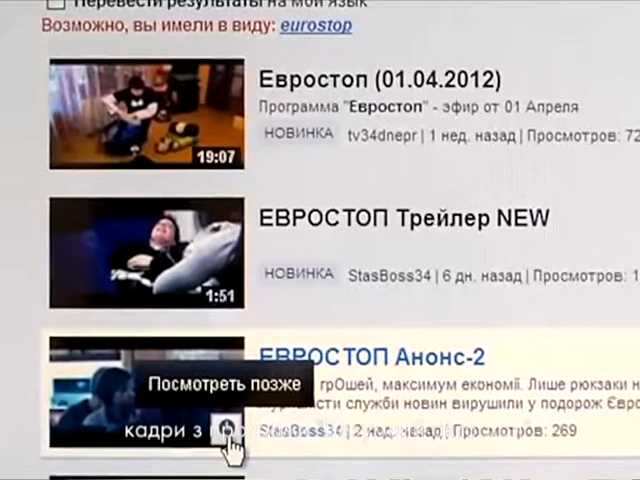 Перевести результаты на мой язык
Возможно, вы имели в виду: eurostop
Евростоп (01.04.2012)
Программа "Евростоп" - эфир от 01 Апреля
НОВИНКА tv34dnepr | 1 нед. назад | Просмотров: 72
19:07
ЕВРОСТОП Трейлер NEW
НОВИНКА StasBoss34 | 6 дн. назад | Просмотров: 1
1:51
ЕВРОСТОП Анонс-2
Посмотреть позже
грОшей, максимум економії. Лише рюкзаки н
журналісти служби новин вирушили у подорож Євро
StasBoss34 | 2 нед. назад | Просмотров: 269
кадри з